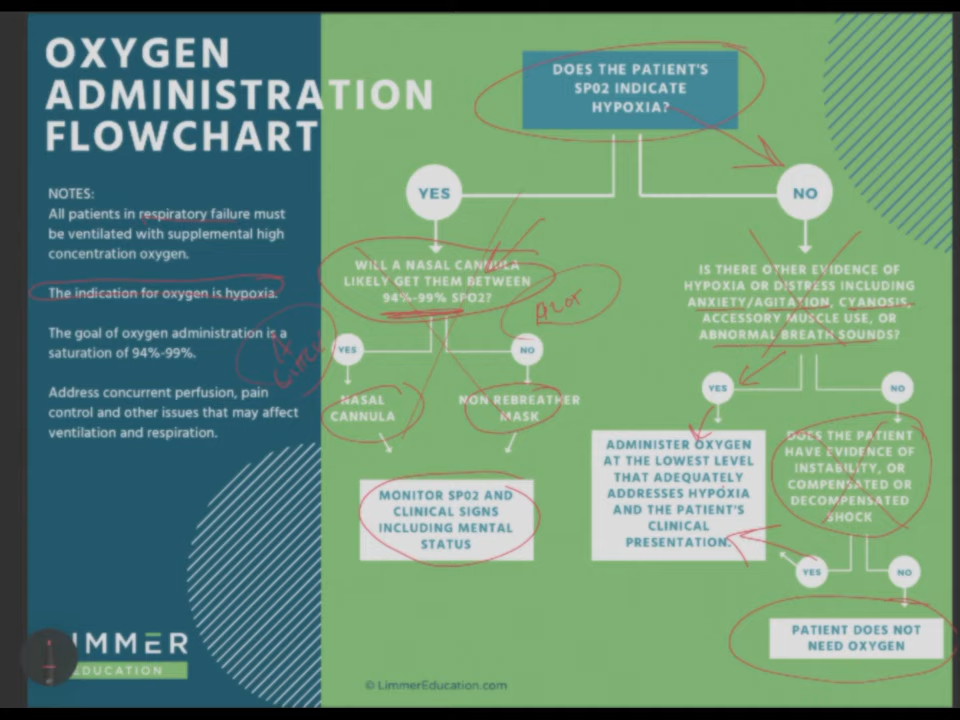 OXYGEN
ADMINISTRATION
FLOWCHART
NOTES:
All patients in respiratory failure must
be ventilated with supplemental high
concentration oxygen.
The indication for oxygen is hypoxia.
The goal of oxygen administration is a
saturation of 94%-99%.
Address concurrent perfusion, pain
control and other issues that may affect
ventilation and respiration.
LIMMER
EDUCATION
DOES THE PATIENT'S
SP02 INDICATE
HYPOXIA?
YES
NO
WILL A NASAL CANNULA
LIKELY GET THEM BETWEEN
94%-99% SPO2?
A LITTLE
A LOT
YES
NO
NASAL
CANNULA
NON REBREATHER
MASK
MONITOR SP02 AND
CLINICAL SIGNS
INCLUDING MENTAL
STATUS
IS THERE OTHER EVIDENCE OF
HYPOXIA OR DISTRESS INCLUDING
ANXIETY/AGITATION, CYANOSIS,
ACCESSORY MUSCLE USE, OR
ABNORMAL BREATH SOUNDS?
YES
NO
ADMINISTER OXYGEN
AT THE LOWEST LEVEL
THAT ADEQUATELY
ADDRESSES HYPOXIA
AND THE PATIENT'S
CLINICAL
PRESENTATION.
DOES THE PATIENT
HAVE EVIDENCE OF
INSTABILITY, OR
COMPENSATED OR
DECOMPENSATED
SHOCK
YES
NO
PATIENT DOES NOT
NEED OXYGEN
© LimmerEducation.com